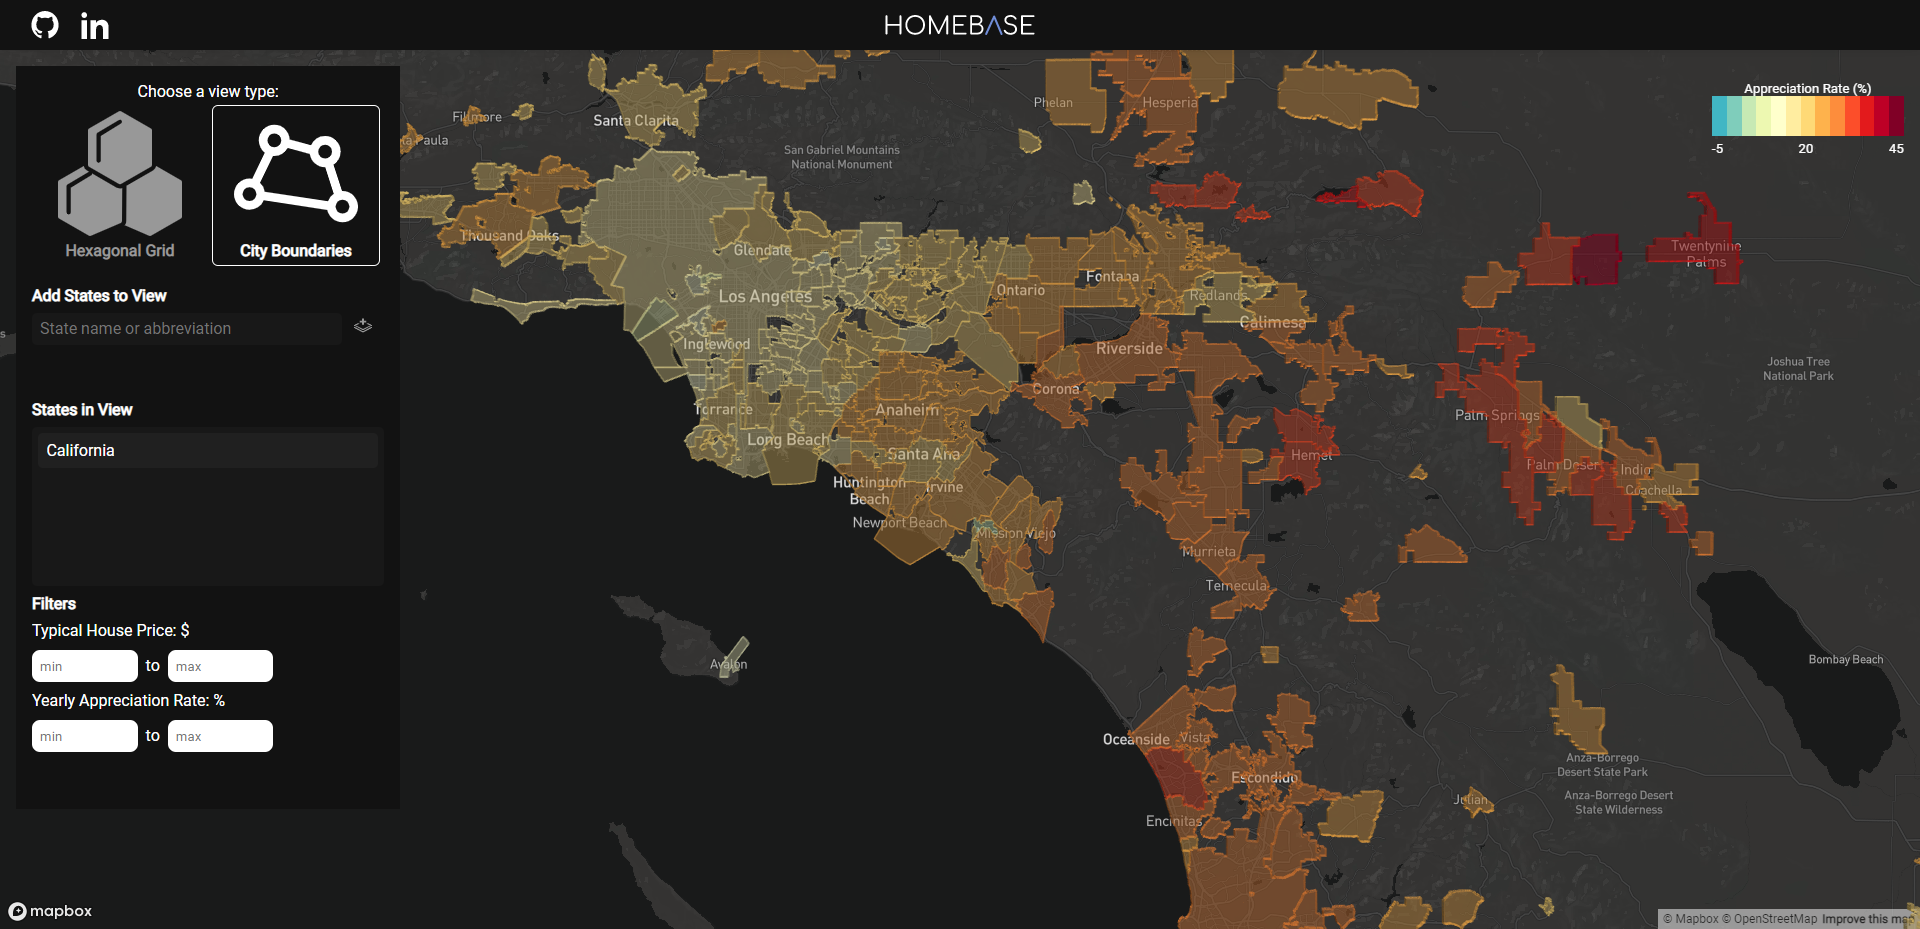 HOMEBASE
Choose a view type:
Hexagonal Grid
City Boundaries
Add States to View
State name or abbreviation
States in View
California
Filters
Typical House Price: $
min to max
Yearly Appreciation Rate: %
min to max
mapbox
Appreciation Rate (%)
-5 20 45
Fillmore
Paula
Santa Clarita
Phelan
Hesperia
San Gabriel Mountains
National Monument
Thousand Oaks
Glendale
Los Angeles
Ontario
Fontana
Redlands
Calimesa
Twentynine
Palms
Inglewood
Riverside
Joshua Tree
National Park
Corona
Torrance
Anaheim
Palm Springs
Long Beach
Santa Ana
Hemet
Palm Desert
Indio
Coachella
Huntington
Beach
Irvine
Newport Beach
Mission Viejo
Murrieta
Temecula
Avalon
Bombay Beach
Oceanside
Vista
Escondido
Anza-Borrego
Desert State Park
Anza-Borrego Desert
State Wilderness
Julian
Encinitas
© Mapbox © OpenStreetMap Improve this map